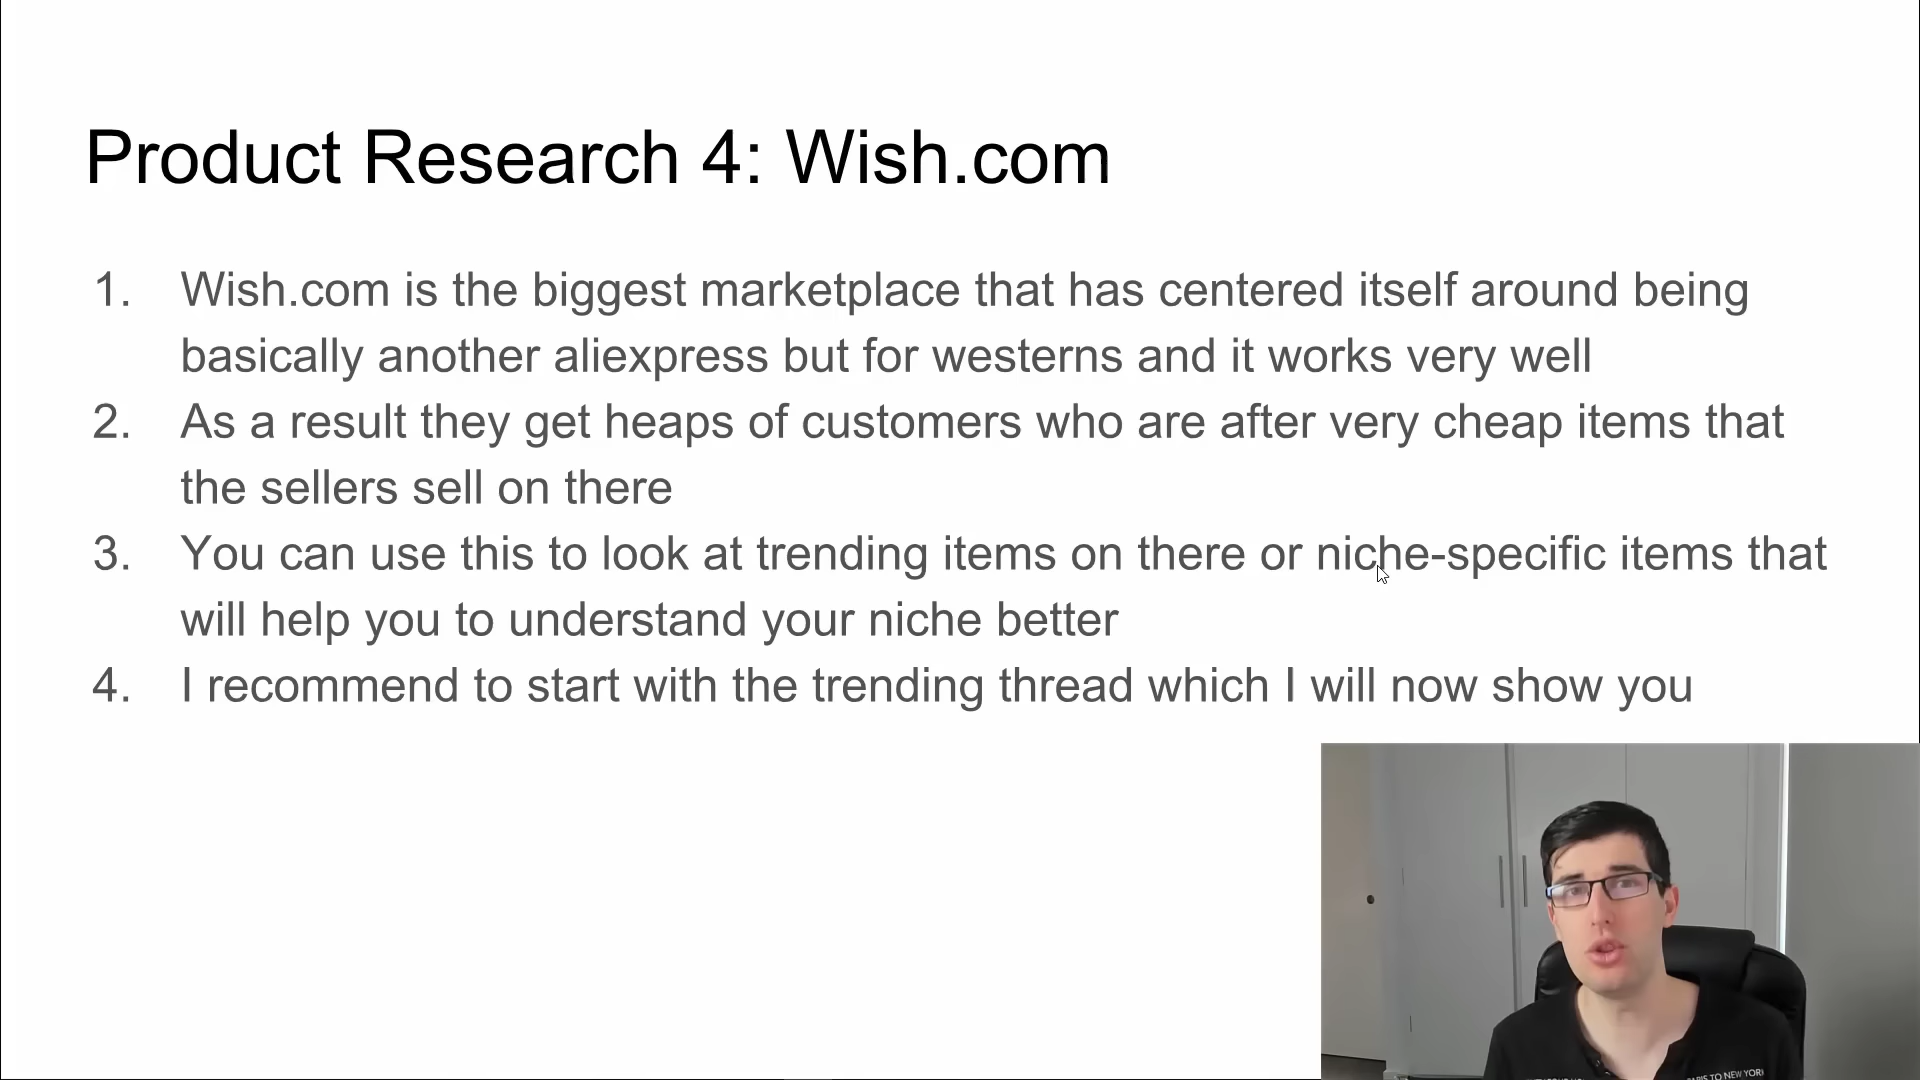 Product Research 4: Wish.com
1. Wish.com is the biggest marketplace that has centered itself around being
basically another aliexpress but for westerns and it works very well
2. As a result they get heaps of customers who are after very cheap items that
the sellers sell on there
3. You can use this to look at trending items on there or niche-specific items that
will help you to understand your niche better
4. I recommend to start with the trending thread which I will now show you
TO NEW YORK